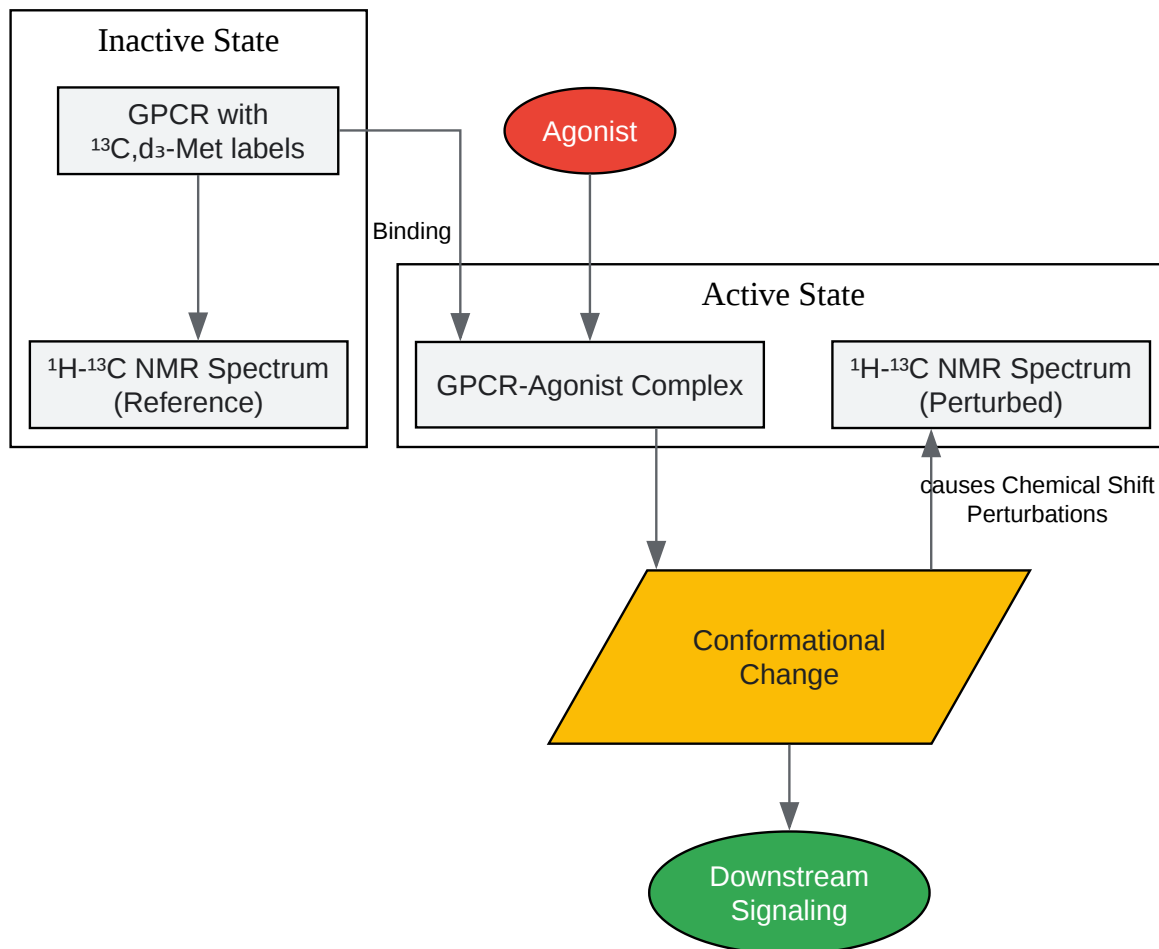 Inactive State
GPCR with
¹³C,d₃-Met labels
Agonist
Binding
Active State
¹H-¹³C NMR Spectrum
(Reference)
GPCR-Agonist Complex
¹H-¹³C NMR Spectrum
(Perturbed)
causes Chemical Shift
Perturbations
Conformational
Change
Downstream
Signaling